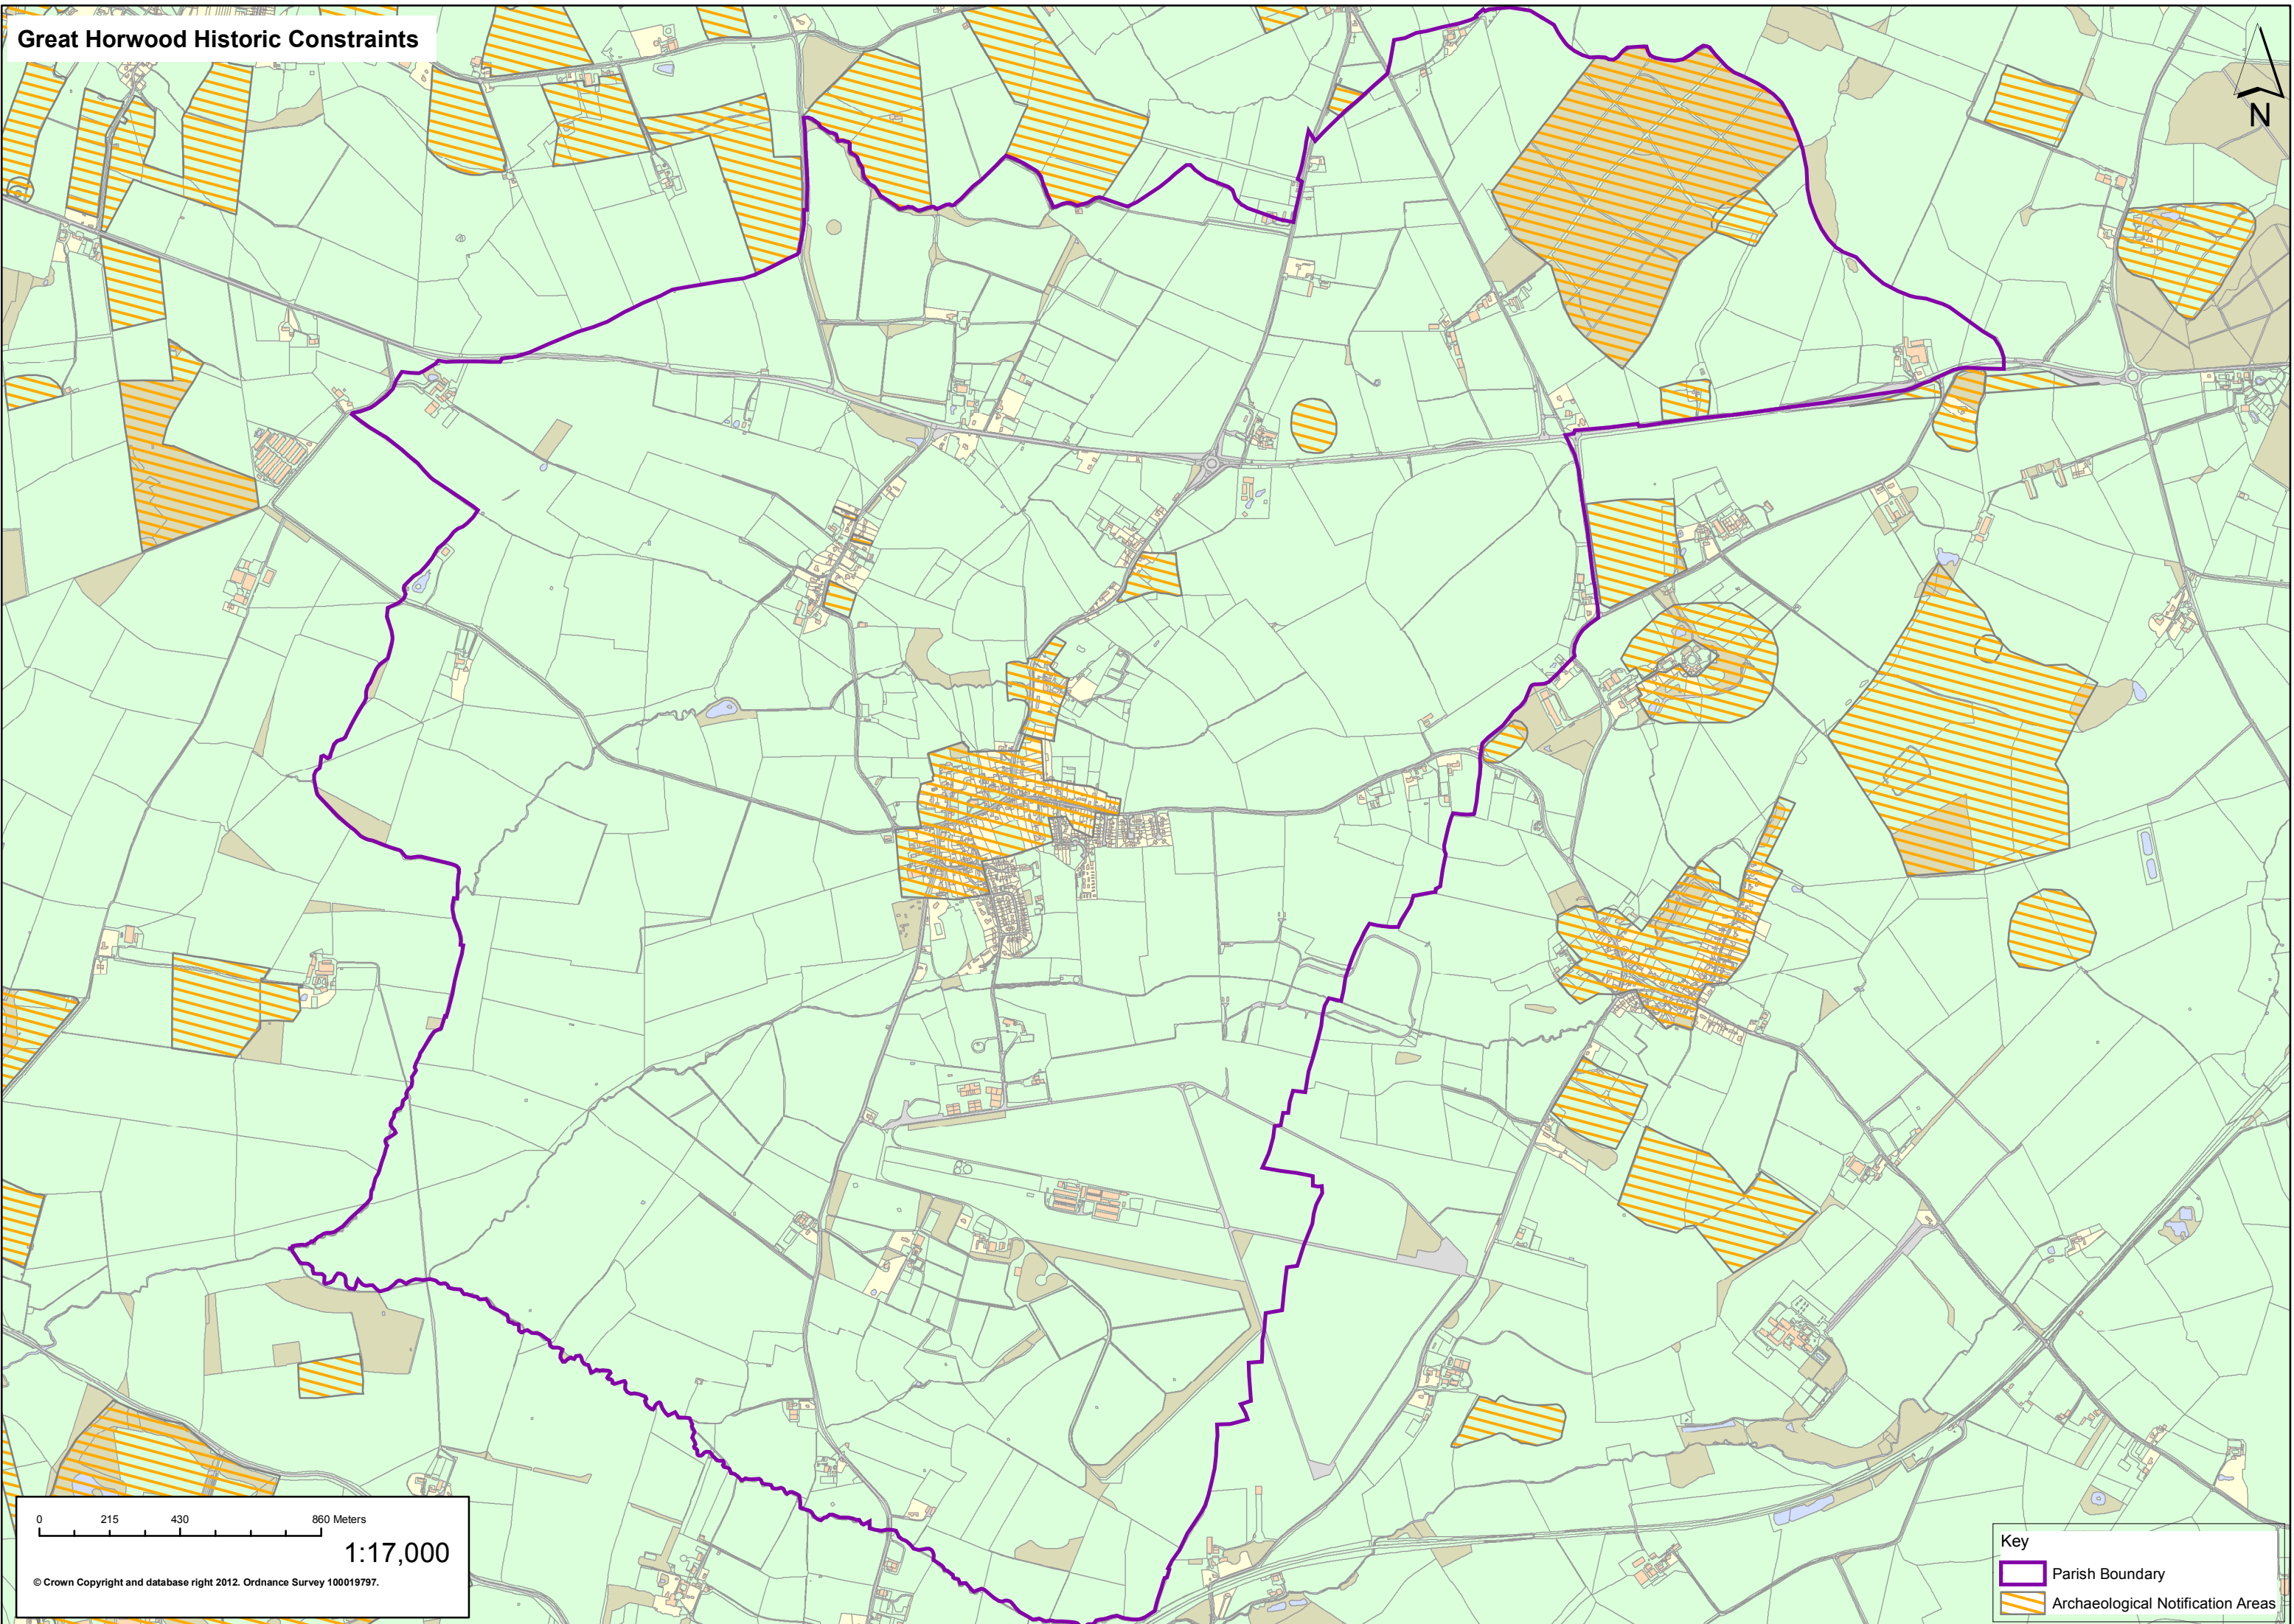 Great Horwood Historic Constraints
N
0 215 430 860 Meters
1:17,000
© Crown Copyright and database right 2012. Ordnance Survey 100019797.
Key
Parish Boundary
Archaeological Notification Areas